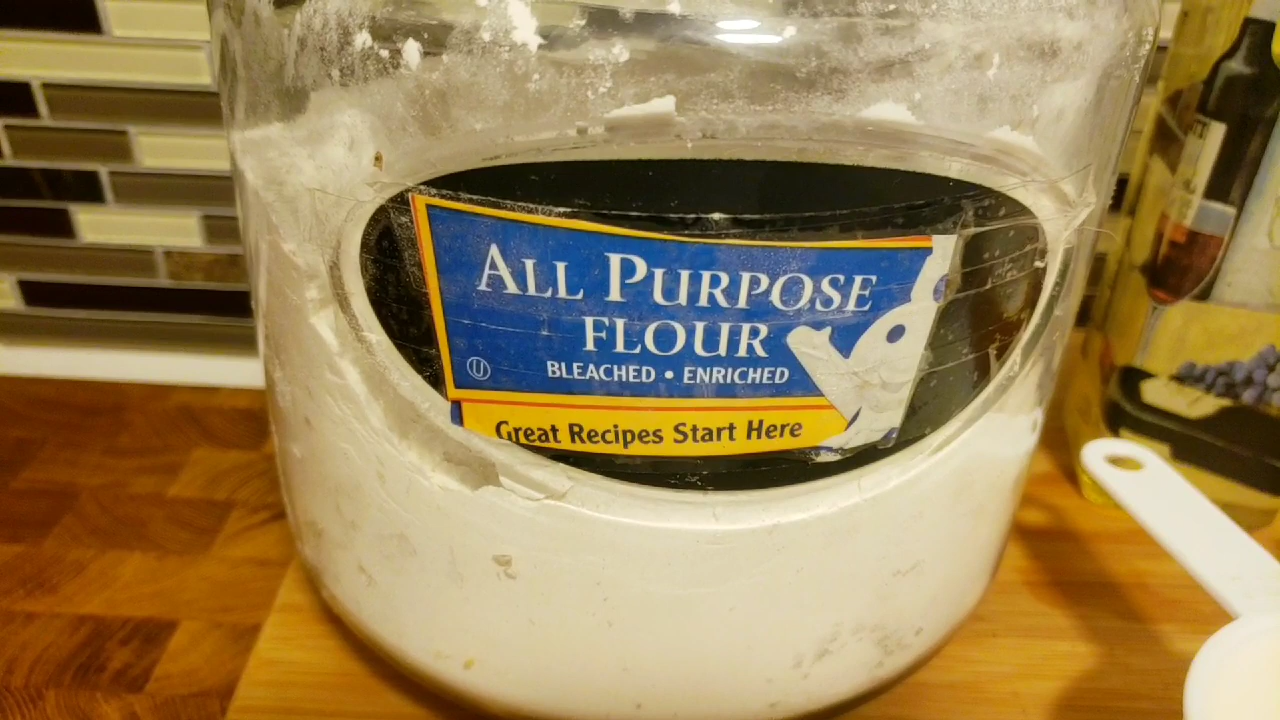 ALL PURPOSE
FLOUR
BLEACHED • ENRICHED
U
Great Recipes Start Here